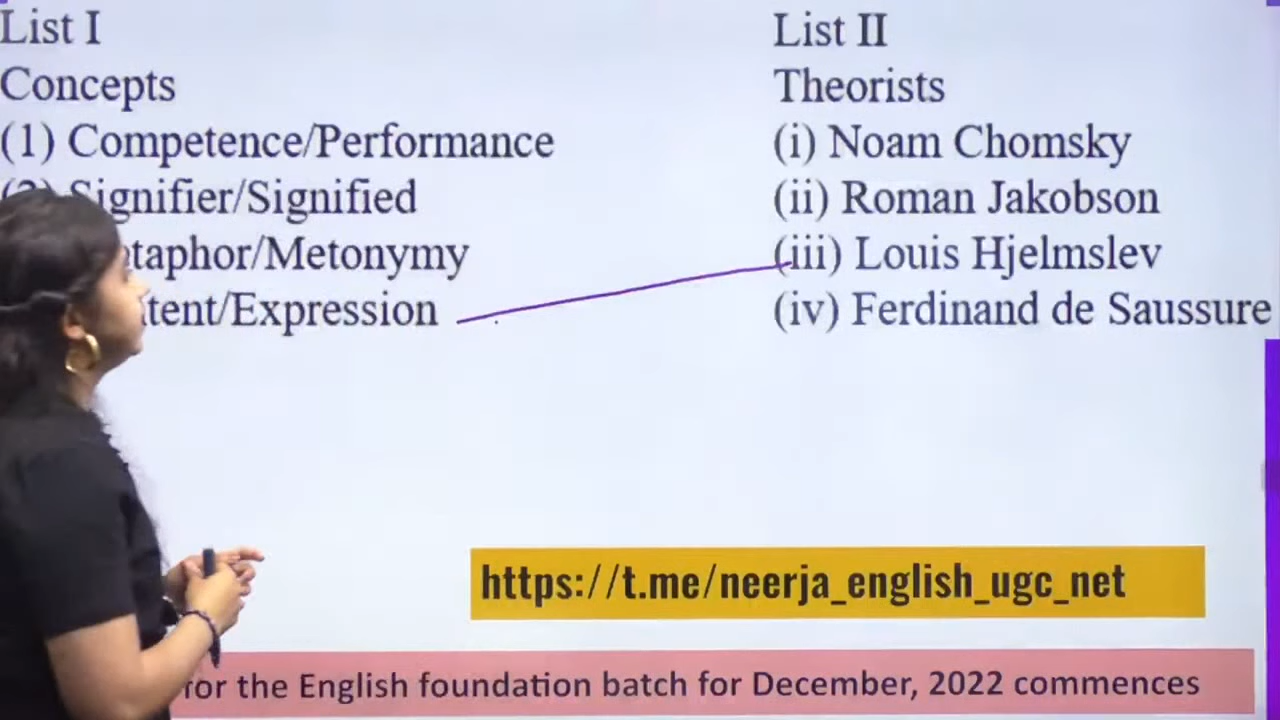 List I
Concepts
(1) Competence/Performance
Signifier/Signified
taphor/Metonymy
tent/Expression
List II
Theorists
(i) Noam Chomsky
(ii) Roman Jakobson
(iii) Louis Hjelmslev
(iv) Ferdinand de Saussure
https://t.me/neerja_english_ugc_net
for the English foundation batch for December, 2022 commences